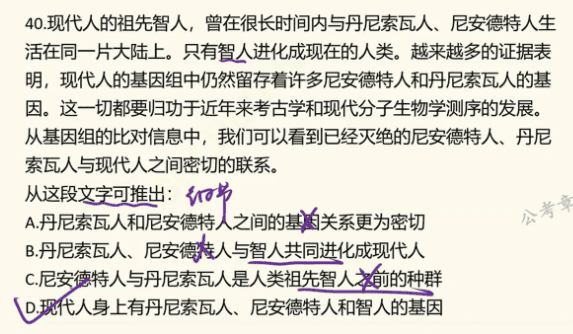 40.现代人的祖先智人，曾在很长时间内与丹尼索瓦人、尼安德特人生
活在同一片大陆上。只有智人进化成现在的人类。越来越多的证据表
明，现代人的基因组中仍然留存着许多尼安德特人和丹尼索瓦人的基
因。这一切都要归功于近年来考古学和现代分子生物学测序的发展。
从基因组的比对信息中，我们可以看到已经灭绝的尼安德特人、丹尼
索瓦人与现代人之间密切的联系。
从这段文字可推出： 细节
A.丹尼索瓦人和尼安德特人之间的基因关系更为密切
公考章
B.丹尼索瓦人、尼安德特人与智人共同进化成现代人
C.尼安德特人与丹尼索瓦人是人类祖先智人之前的种群
D.现代人身上有丹尼索瓦人、尼安德特人和智人的基因